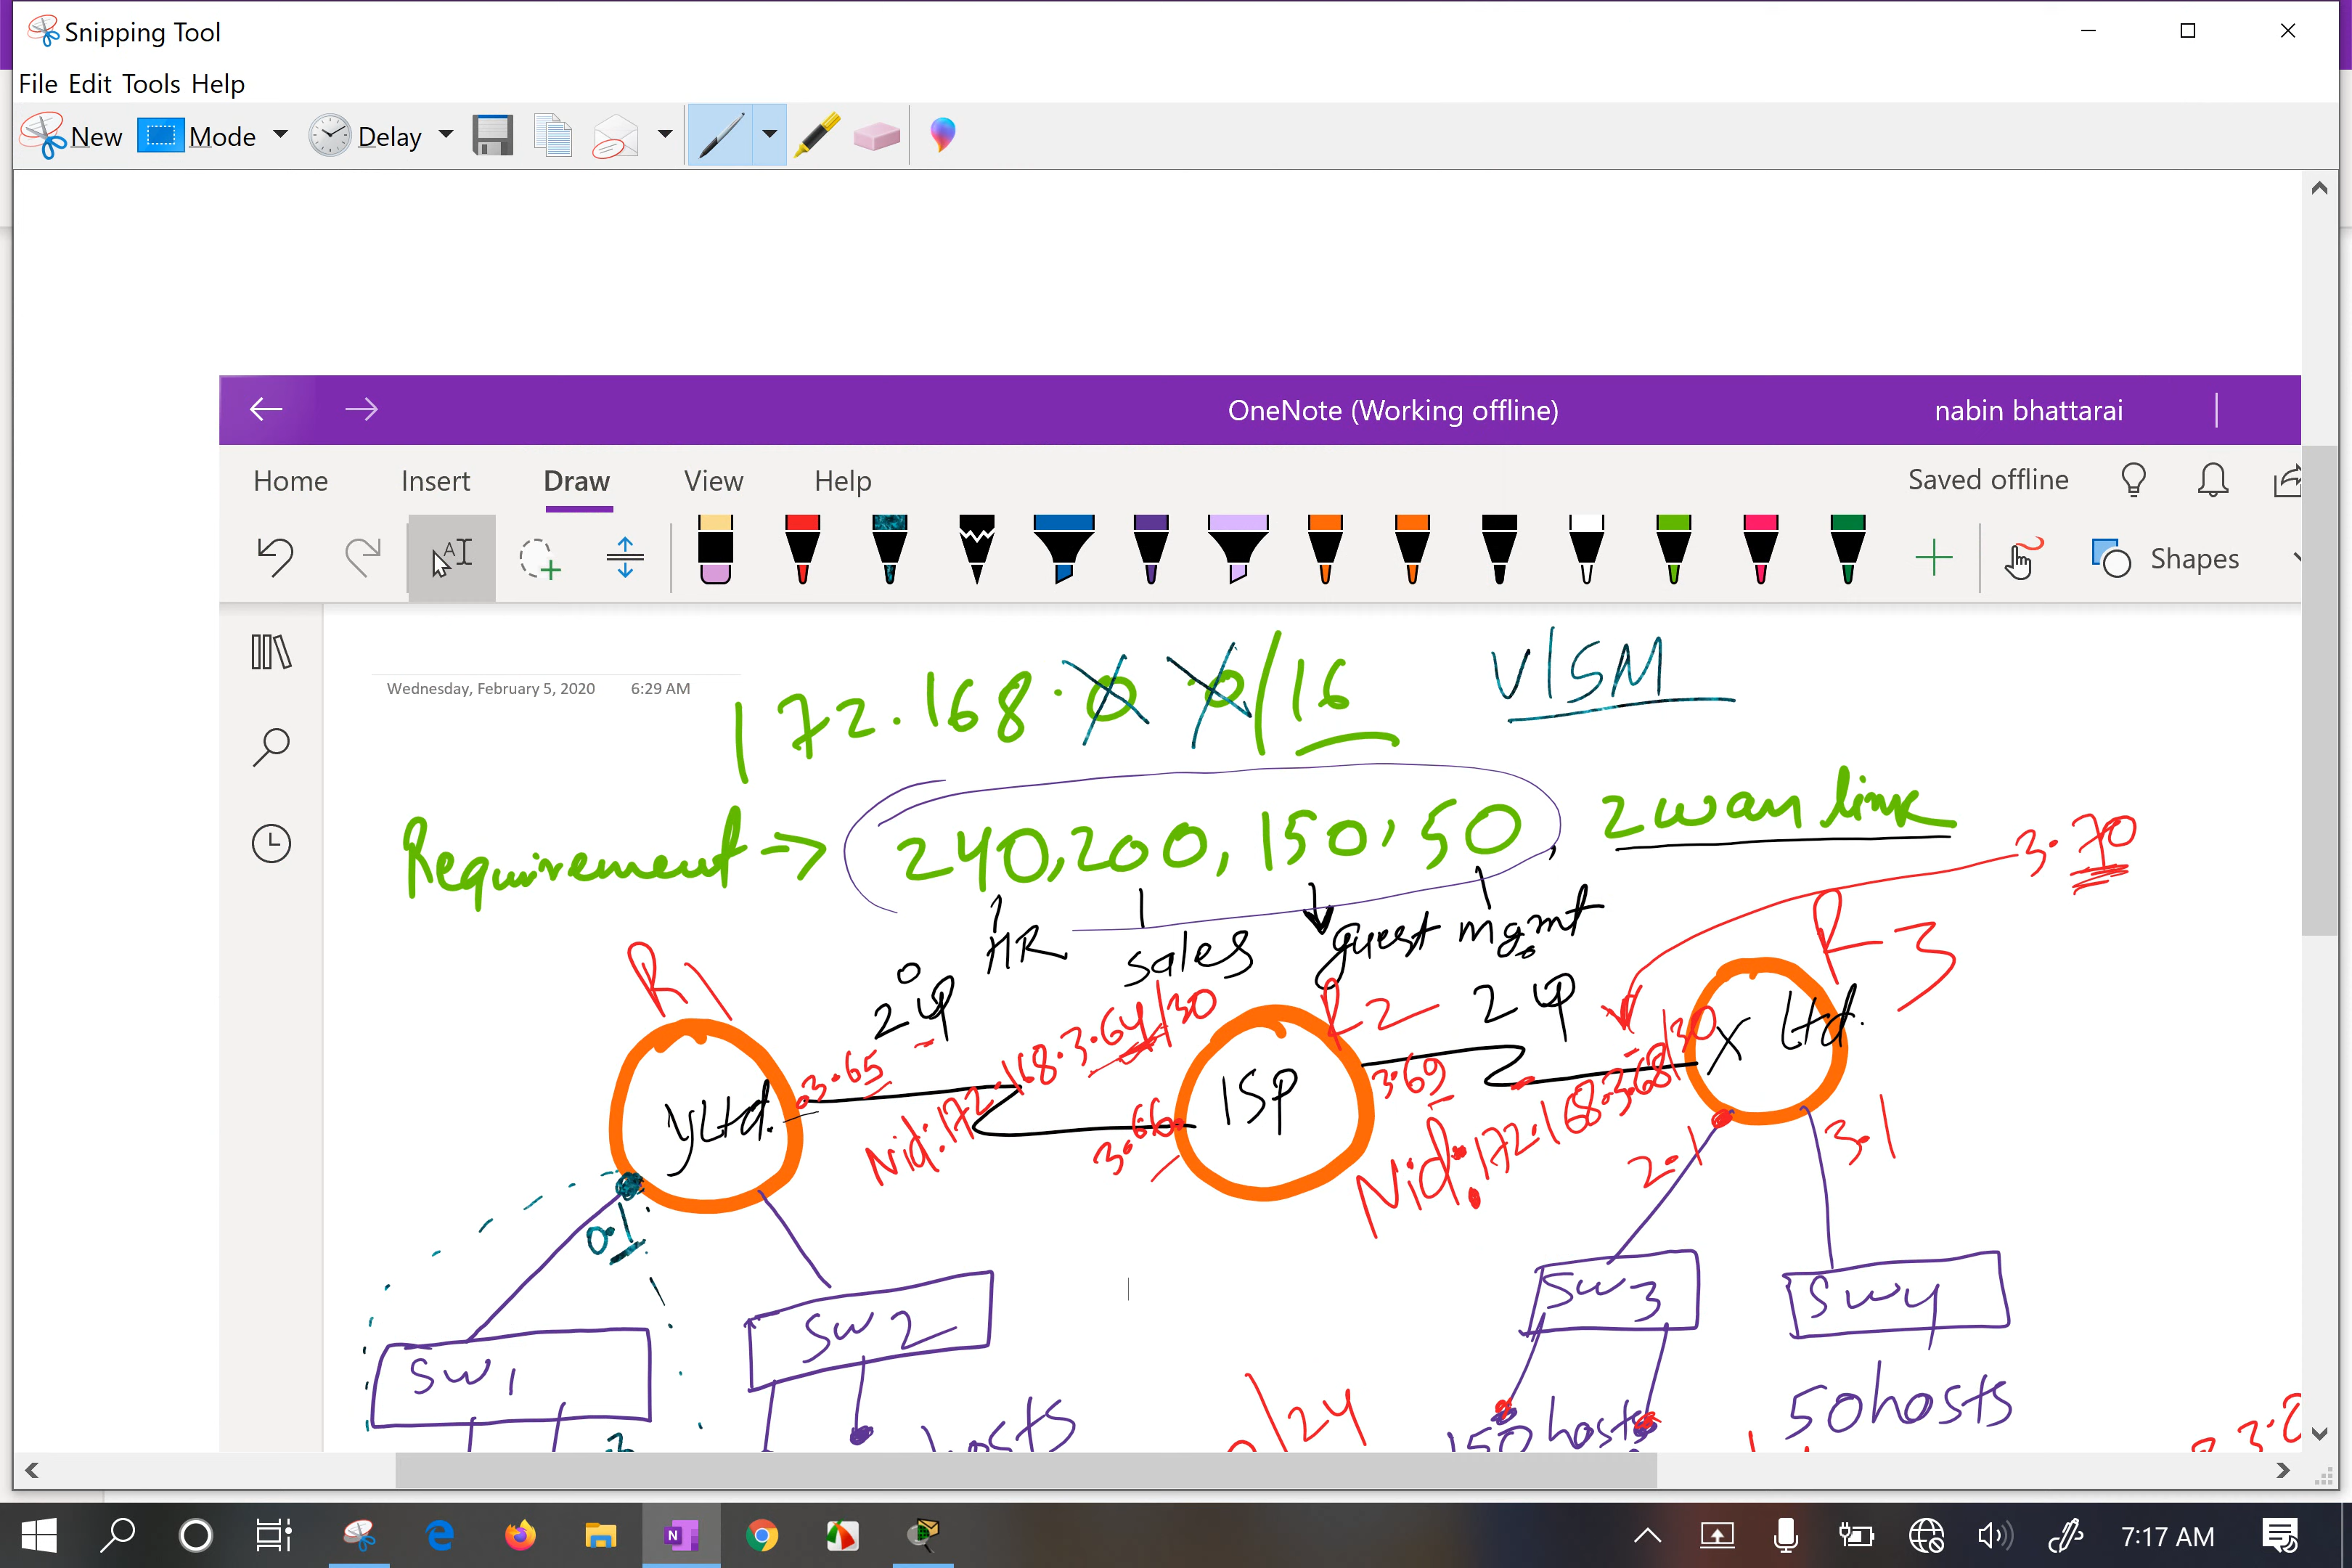 Snipping Tool
File Edit Tools Help
New Mode Delay
OneNote (Working offline) nabin bhattarai
Home Insert Draw View Help Saved offline
Shapes
Wednesday, February 5, 2020 6:29 AM
172.168.0.0/16 VlSM
Requirement → 240,200,150,50, 2 wan link
3.70
HR sales guest mgmt
R1 2 ip R2 2 ip R3
3.65 Nid:172.168.3.64/30 3.66
3.69 Nid:172.168.3.68/30
y Ltd. ISP X Ltd.
0.1 2.1 3.1
SW1 SW2 SW3 SW4
hosts /24 150 hosts 50hosts
7:17 AM